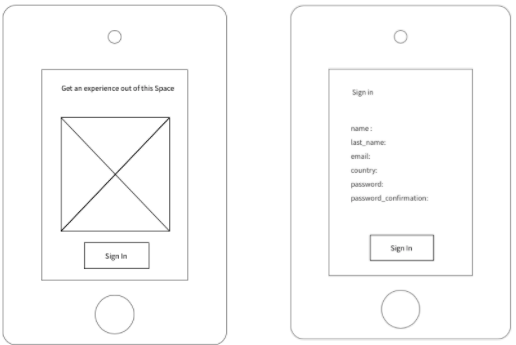 Get an experience out of this Space
Sign In
Sign in
name :
last_name:
email:
country:
password:
password_confirmation:
Sign In